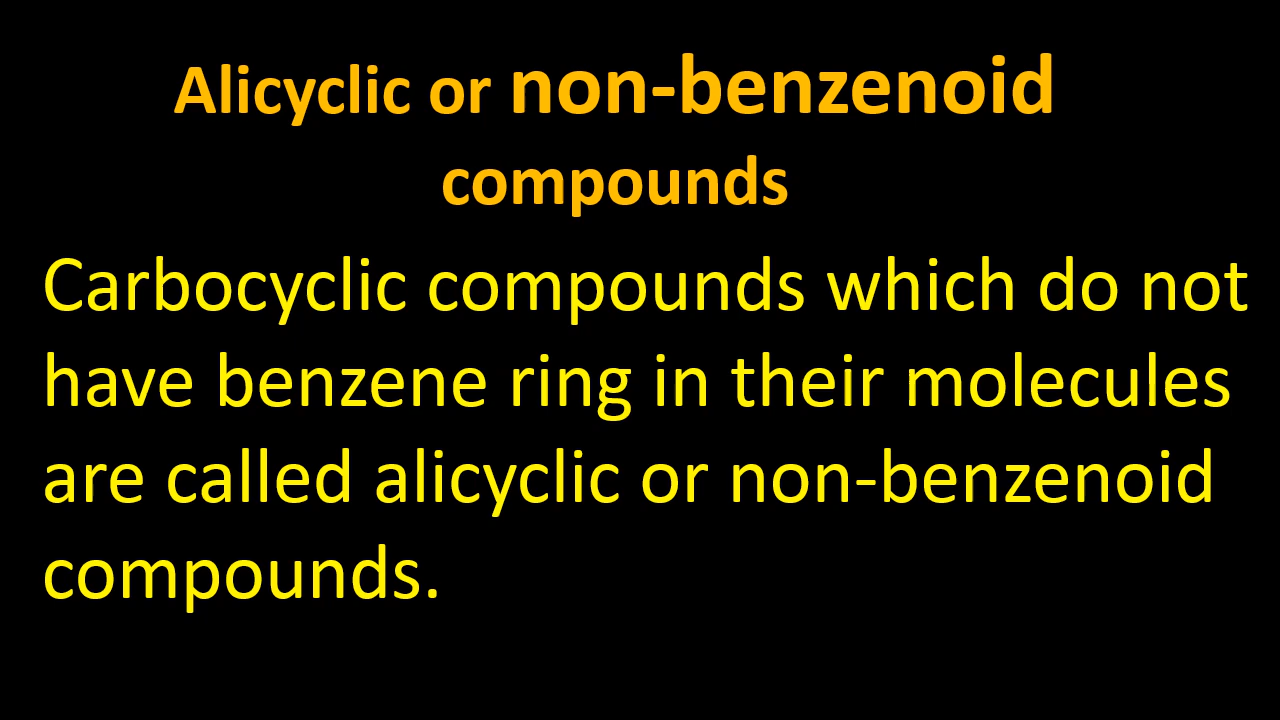 Alicyclic or non-benzenoid
compounds
Carbocyclic compounds which do not
have benzene ring in their molecules
are called alicyclic or non-benzenoid
compounds.